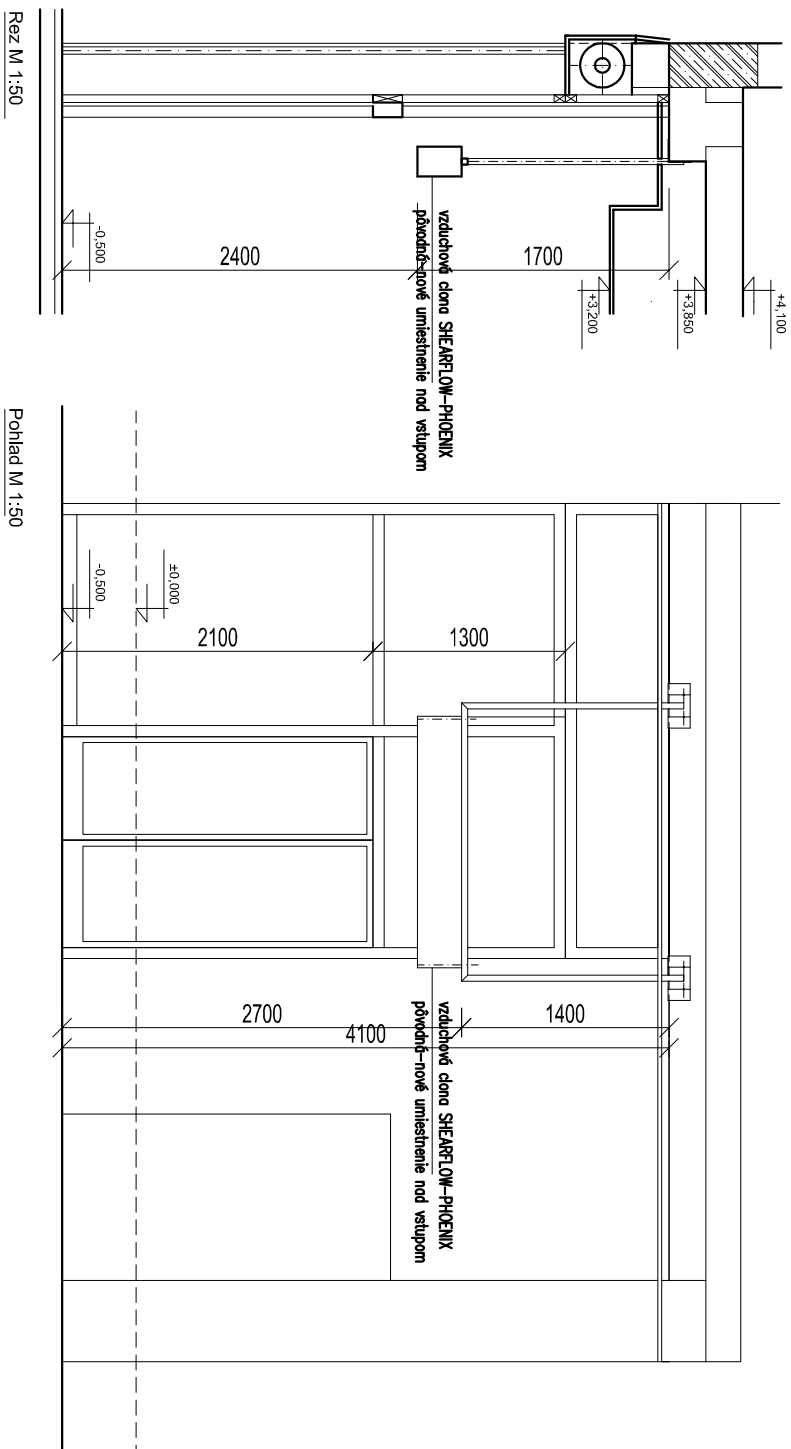 +4,100
+3,850
+3,200
-0,500
2400
1700
vzduchová clona SHEARFLOW-PHOENIX
pôvodná-nové umiestnenie nad vstupom
Rez M 1:50
±0,000
-0,500
2100
1300
2700
1400
4100
vzduchová clona SHEARFLOW-PHOENIX
pôvodná-nové umiestnenie nad vstupom
Pohlad M 1:50